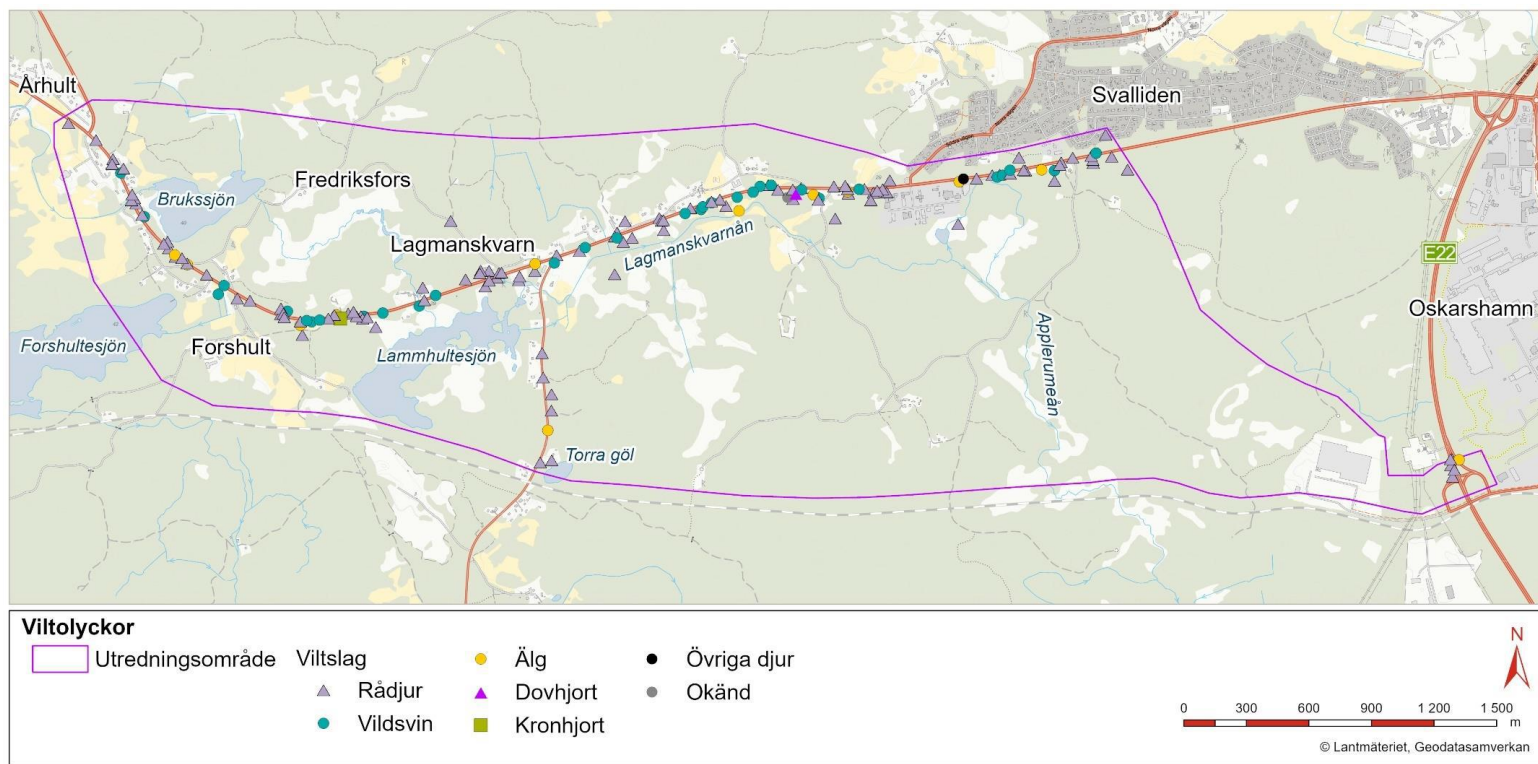 Århult
Svalliden
Fredriksfors
Brukssjön
Lagmanskvarn
Lagmanskvarnån
E22
Oskarshamn
Forshultesjön
Forshult
Lammhultesjön
Applerumeån
Torra göl
Viltolyckor
Utredningsområde
Viltslag
Rådjur
Vildsvin
Älg
Dovhjort
Kronhjort
Övriga djur
Okänd
N
0 300 600 900 1 200 1 500
m
© Lantmäteriet, Geodatasamverkan